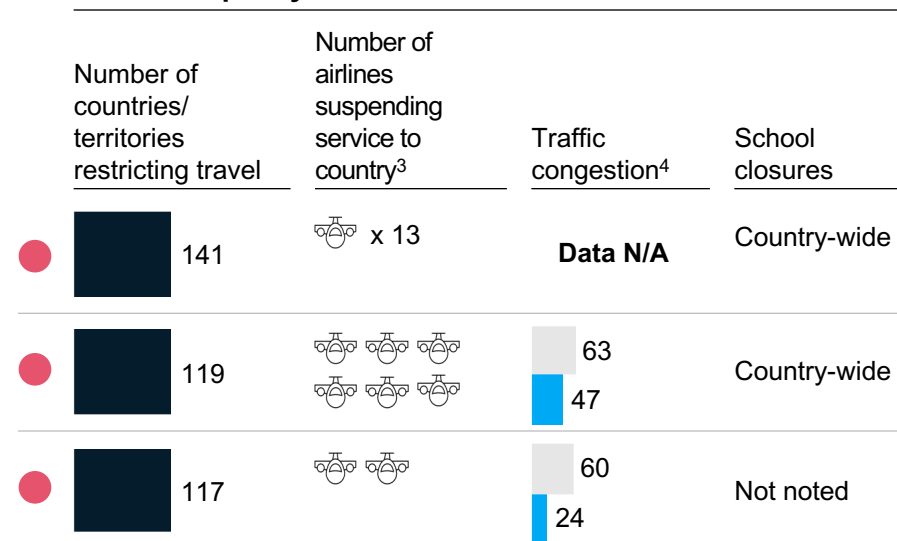 Number of
countries/
territories
restricting travel
Number of
airlines
suspending
service to
country3
Traffic
congestion4
School
closures
141
x 13
Data N/A
Country-wide
119
63
47
Country-wide
117
60
24
Not noted